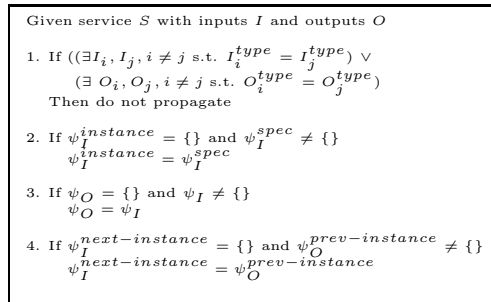 Given service S with inputs I and outputs O
1. If ((∃I_i, I_j, i ≠ j s.t. I_i^{type} = I_j^{type}) ∨
(∃ O_i, O_j, i ≠ j s.t. O_i^{type} = O_j^{type})
Then do not propagate
2. If ψ_I^{instance} = {} and ψ_I^{spec} ≠ {}
ψ_I^{instance} = ψ_I^{spec}
3. If ψ_O = {} and ψ_I ≠ {}
ψ_O = ψ_I
4. If ψ_I^{next−instance} = {} and ψ_O^{prev−instance} ≠ {}
ψ_I^{next−instance} = ψ_O^{prev−instance}